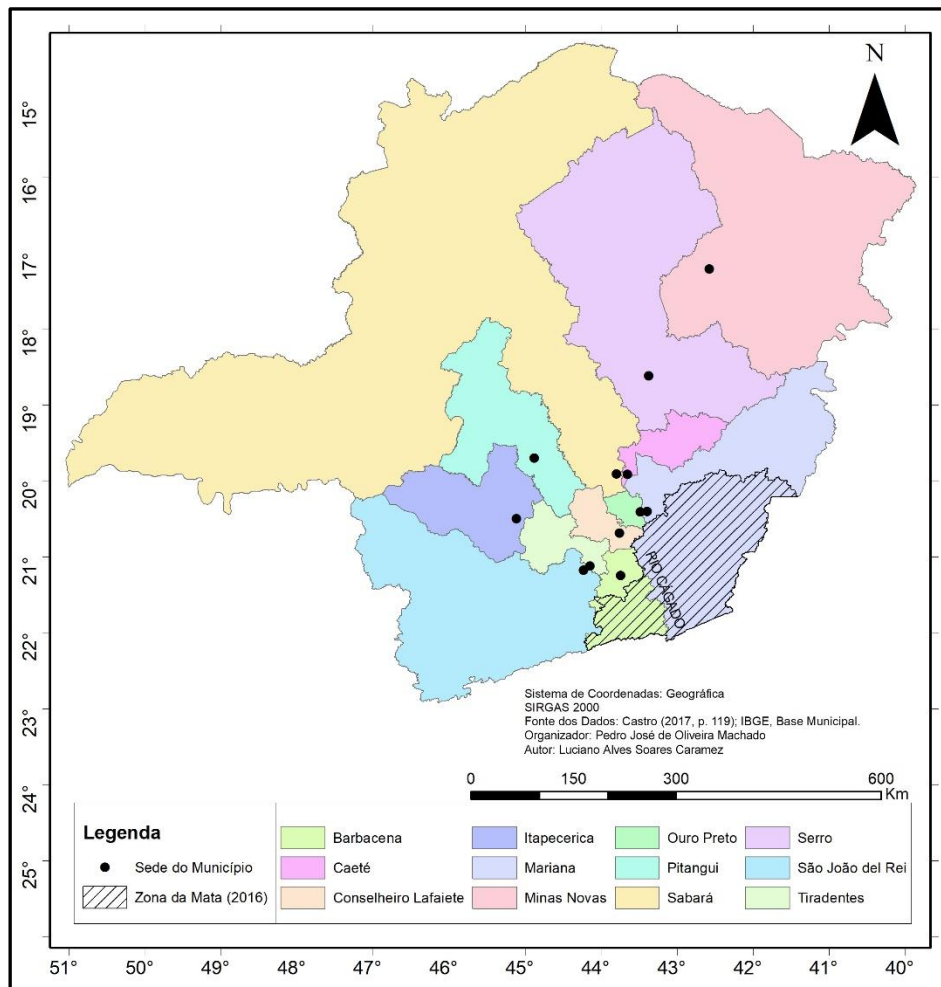 N
15°
16°
17°
18°
19°
20°
21°
22°
23°
24°
25°
RIO CAGADO
Sistema de Coordenadas: Geográfica
SIRGAS 2000
Fonte dos Dados: Castro (2017, p. 119); IBGE, Base Municipal.
Organizador: Pedro José de Oliveira Machado
Autor: Luciano Alves Soares Caramez
0 150 300 600
Km
Legenda
Sede do Município
Zona da Mata (2016)
Barbacena
Caeté
Conselheiro Lafaiete
Itapecerica
Mariana
Minas Novas
Ouro Preto
Pitangui
Sabará
Serro
São João del Rei
Tiradentes
51° 50° 49° 48° 47° 46° 45° 44° 43° 42° 41° 40°